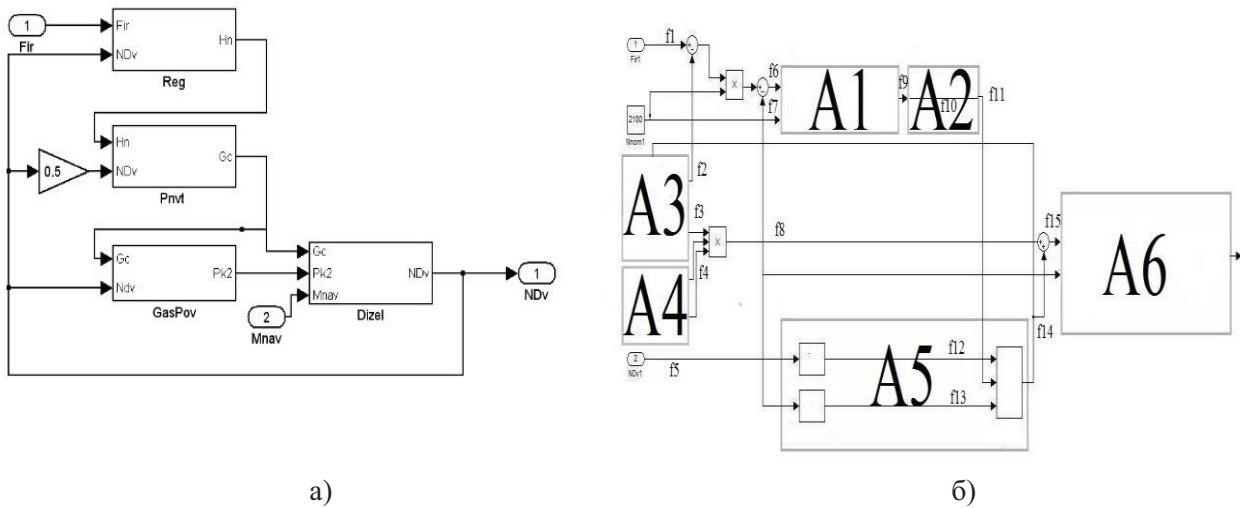 1
Fir
Fir
NDv
Hn
Reg
Hn
NDv
Gc
Pnvt
0.5
Gc
Ndv
Pk2
GasPov
Gc
Pk2
Mnav
NDv
Dizel
2
Mnav
1
NDv
а)
1
Fir1
f1
f2
×
f6
f7
2100
Nnom1
A1
f9
A2
f10
f11
A3
f3
×
f8
f4
A4
2
NDv1
f5
A5
f12
f13
f14
f15
A6
б)